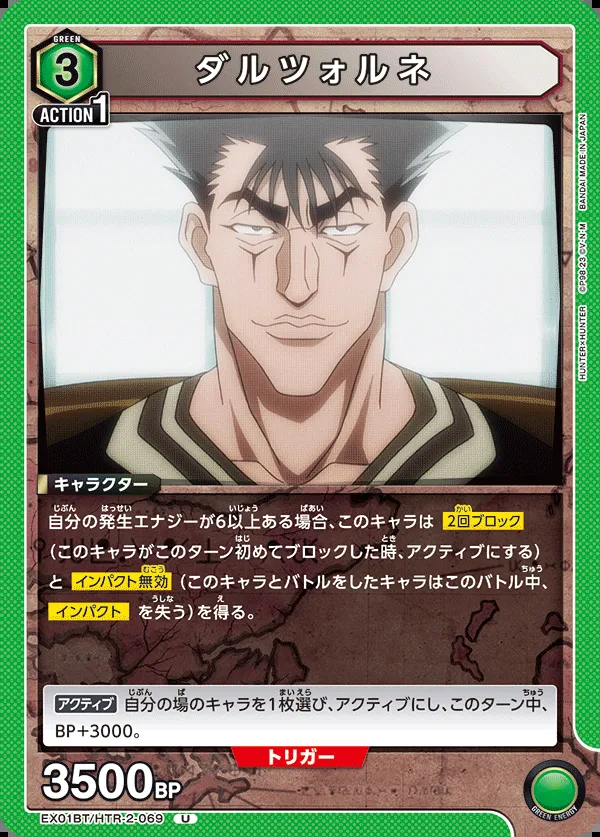 GREEN
3
ACTION1
ダルツォルネ
BANDAI MADE IN JAPAN
©P98-23 ©V・N・M
HUNTER×HUNTER
キャラクター
自分の発生エナジーが6以上ある場合、このキャラは 2回ブロック
(このキャラがこのターン初めてブロックした時、アクティブにする)
と インパクト無効 (このキャラとバトルをしたキャラはこのバトル中、
インパクト を失う)を得る。
アクティブ 自分の場のキャラを1枚選び、アクティブにし、このターン中、
BP+3000。
トリガー
3500BP
EX01BT/HTR-2-069 U
GREEN ENERGY